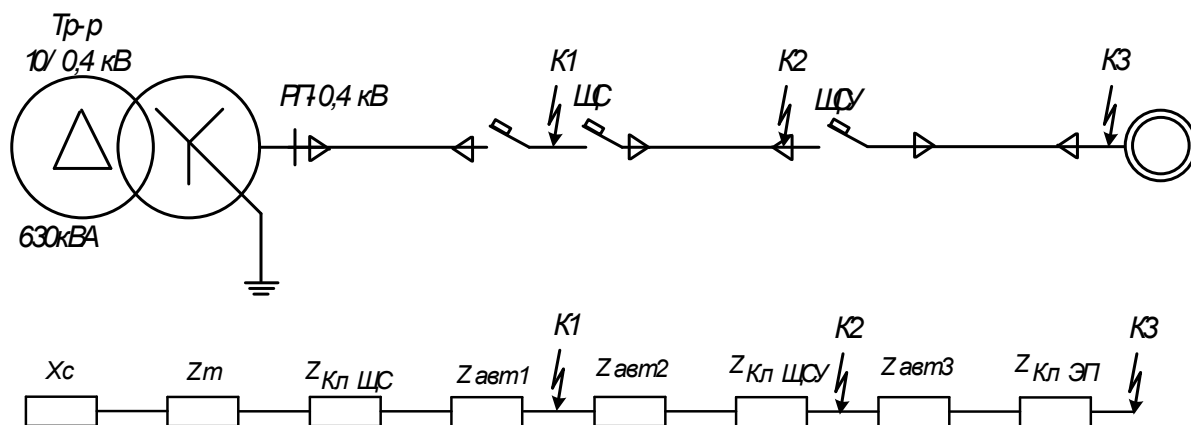 Тр-р
10/ 0,4 кВ
РП-0,4 кВ
К1
ЩС
К2
ЩСУ
К3
630кВА
К1
К2
К3
Xc
Zт
Z Кл ЩС
Z авт1
Z авт2
Z Кл ЩСУ
Z авт3
Z Кл ЭП